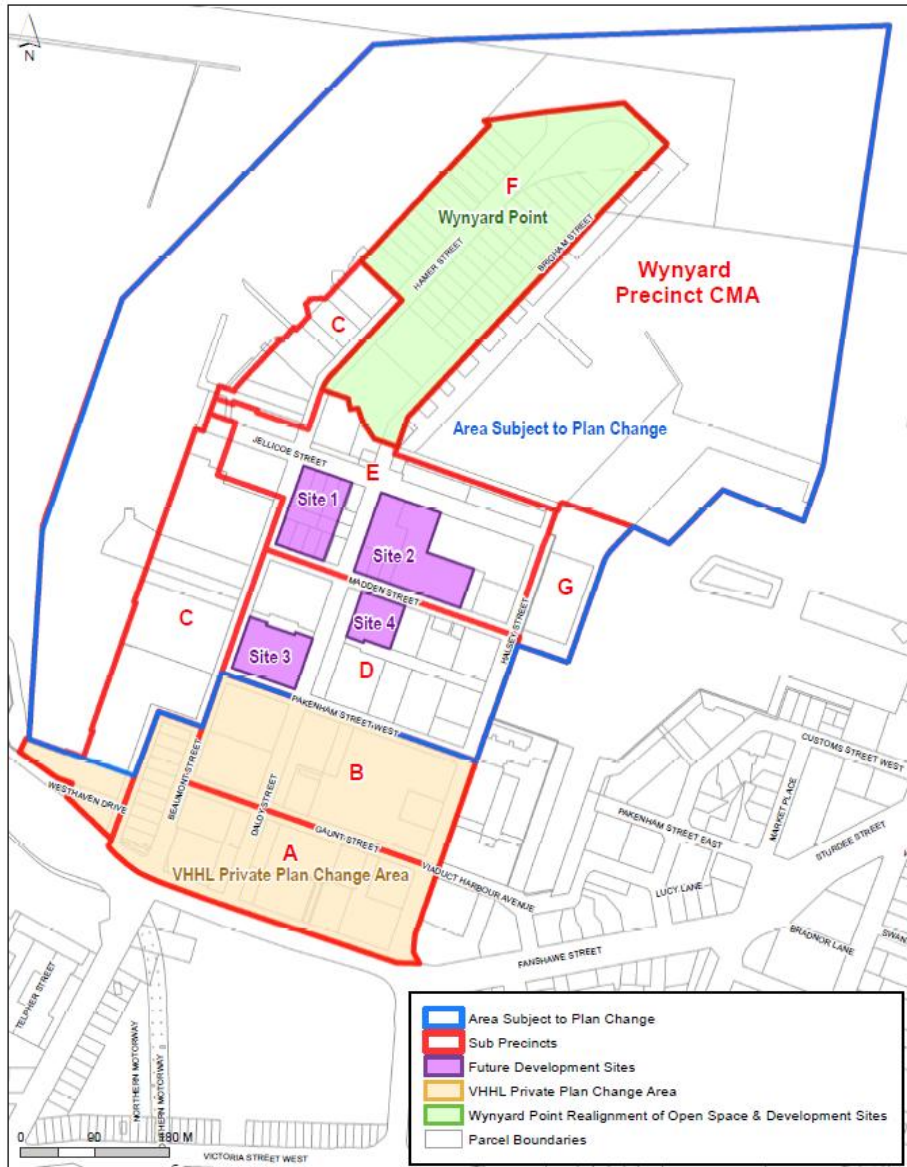 N
F
Wynyard Point
HAMER STREET
BRIGHAM STREET
Wynyard
Precinct CMA
C
Area Subject to Plan Change
JELLICOE STREET
E
Site 1
Site 2
MADDEN STREET
G
C
Site 4
HALSEY STREET
Site 3
D
PAKENHAM STREET WEST
CUSTOMS STREET WEST
B
WESTHAVEN DRIVE
BEAUMONT STREET
DALDY STREET
MARKET PLACE
PAKENHAM STREET EAST
GAUNT STREET
STURDEE STREET
A
VHHL Private Plan Change Area
VIADUCT HARBOUR AVENUE
LUCY LANE
BRADNOR LANE
SWAN
FANSHAWE STREET
TELPHER STREET
NORTHERN MOTORWAY
HERN MOTORWAY
Area Subject to Plan Change
Sub Precincts
Future Development Sites
VHHL Private Plan Change Area
Wynyard Point Realignment of Open Space & Development Sites
Parcel Boundaries
0 90 180 M
VICTORIA STREET WEST